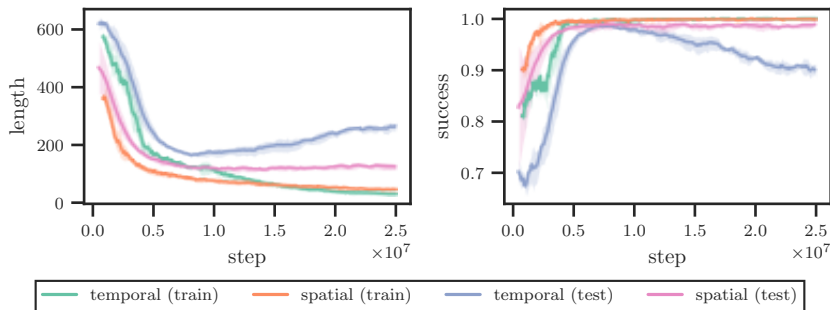 600
400
200
0
length
0.0 0.5 1.0 1.5 2.0 2.5
step
×10⁷
1.0
0.9
0.8
0.7
success
0.0 0.5 1.0 1.5 2.0 2.5
step
×10⁷
temporal (train) spatial (train) temporal (test) spatial (test)